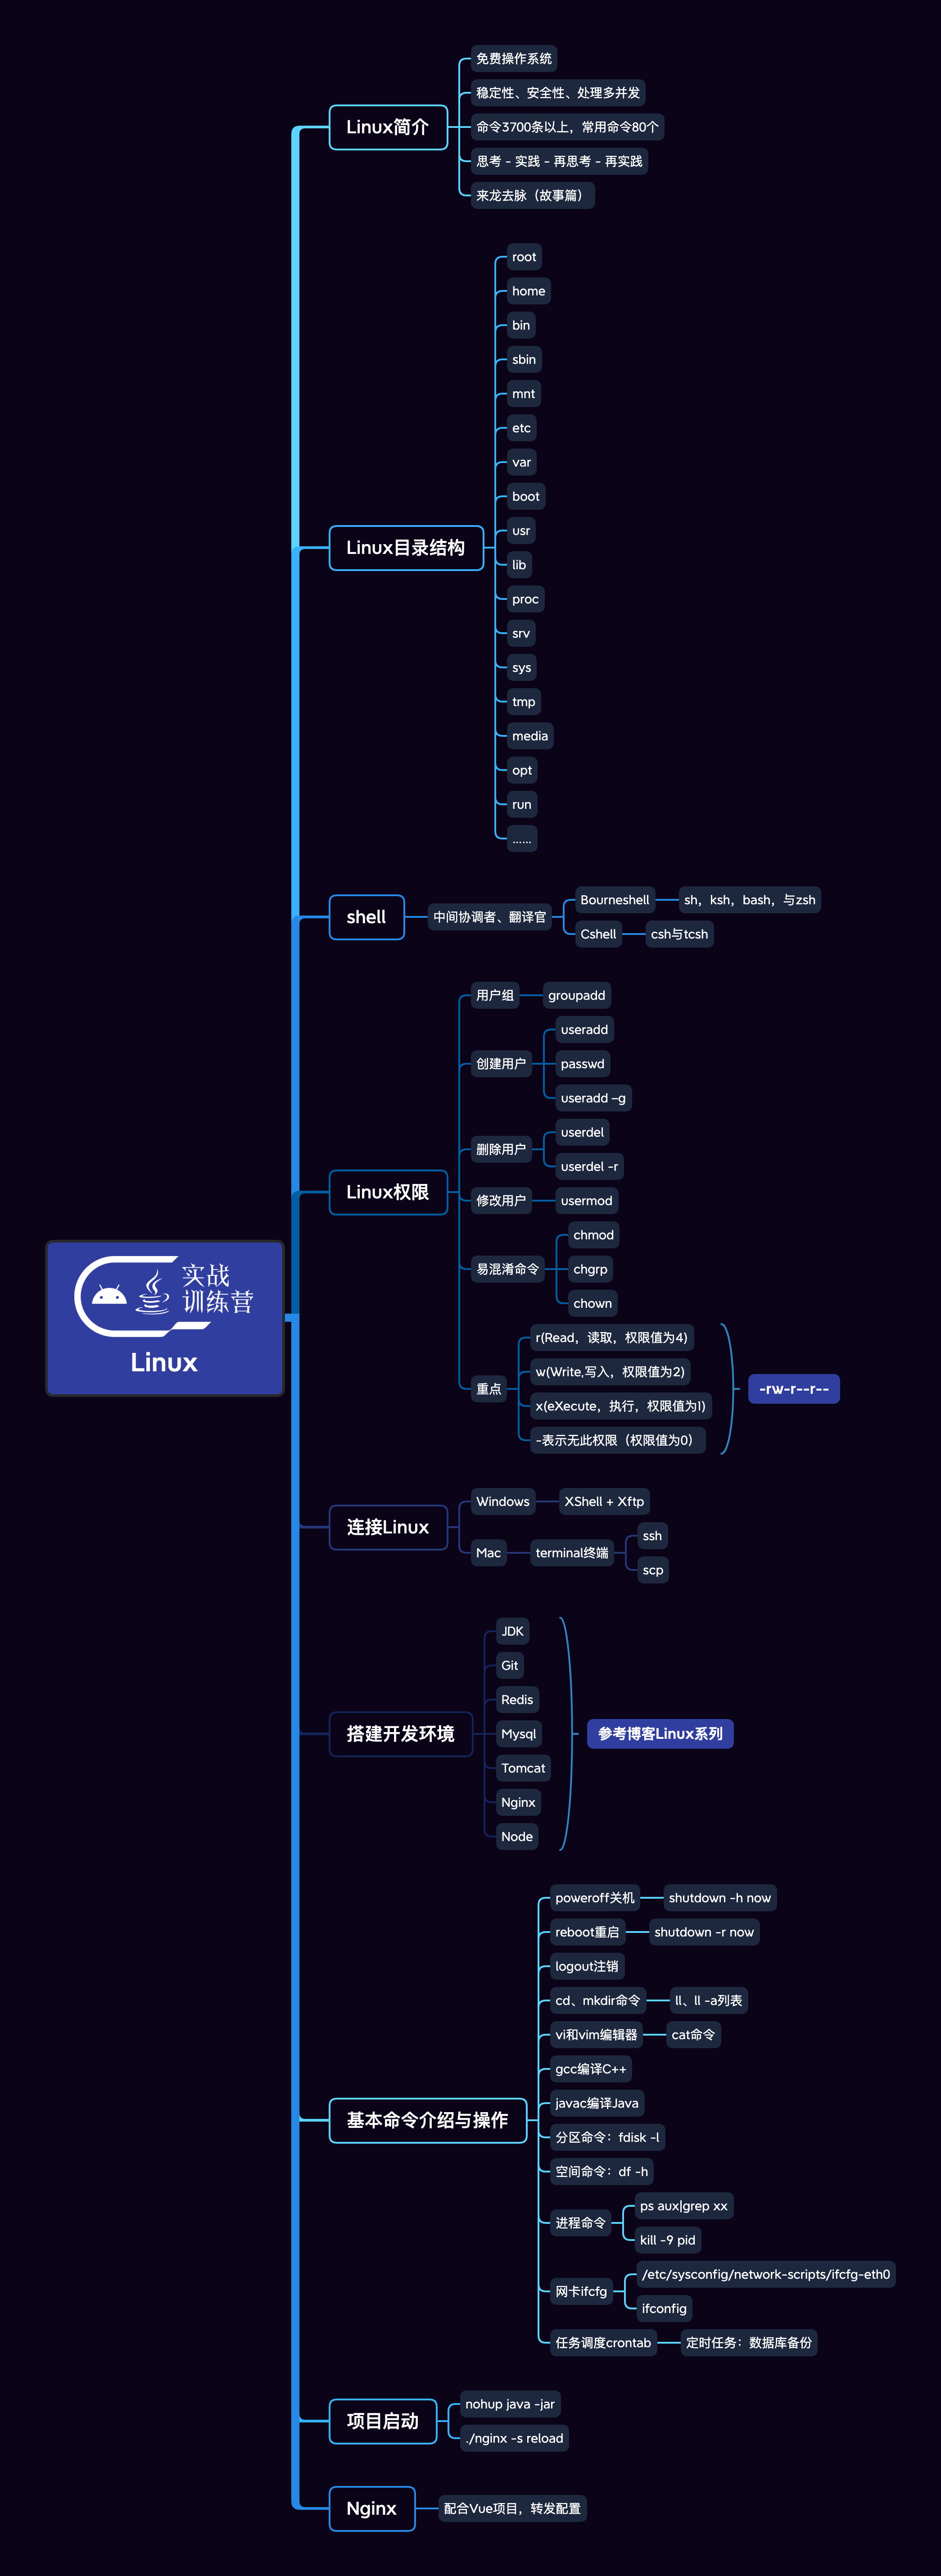 Linux简介
免费操作系统
稳定性、安全性、处理多并发
命令3700条以上，常用命令80个
思考 - 实践 - 再思考 - 再实践
来龙去脉（故事篇）
Linux目录结构
root
home
bin
sbin
mnt
etc
var
boot
usr
lib
proc
srv
sys
tmp
media
opt
run
......
shell
中间协调者、翻译官
Bourneshell
sh，ksh，bash，与zsh
Cshell
csh与tcsh
Linux权限
用户组
groupadd
创建用户
useradd
passwd
useradd –g
删除用户
userdel
userdel -r
修改用户
usermod
易混淆命令
chmod
chgrp
chown
重点
r(Read，读取，权限值为4)
w(Write,写入，权限值为2)
x(eXecute，执行，权限值为l)
-表示无此权限（权限值为0）
-rw-r--r--
实战
训练营
Linux
连接Linux
Windows
XShell + Xftp
Mac
terminal终端
ssh
scp
搭建开发环境
JDK
Git
Redis
Mysql
Tomcat
Nginx
Node
参考博客Linux系列
基本命令介绍与操作
poweroff关机
shutdown -h now
reboot重启
shutdown -r now
logout注销
cd、mkdir命令
ll、ll -a列表
vi和vim编辑器
cat命令
gcc编译C++
javac编译Java
分区命令：fdisk -l
空间命令：df -h
进程命令
ps aux|grep xx
kill -9 pid
网卡ifcfg
/etc/sysconfig/network-scripts/ifcfg-eth0
ifconfig
任务调度crontab
定时任务：数据库备份
项目启动
nohup java -jar
./nginx -s reload
Nginx
配合Vue项目，转发配置